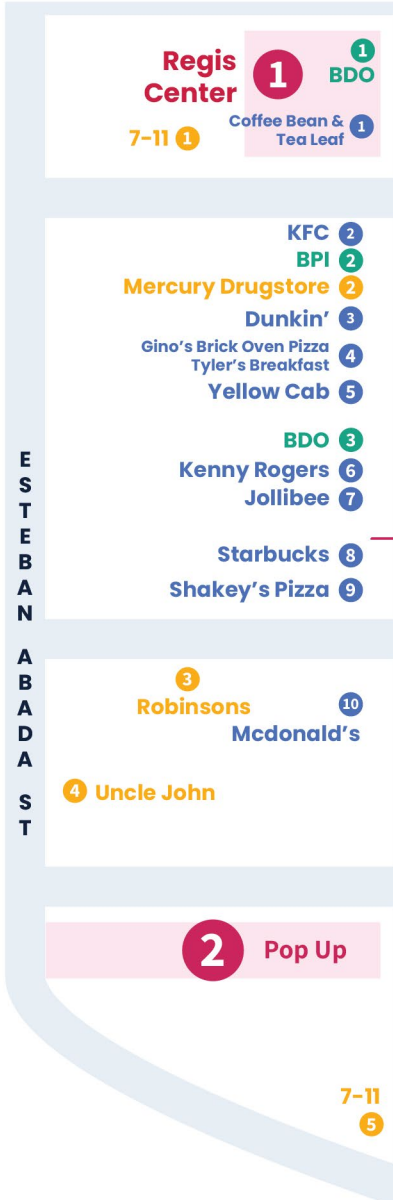 Regis
Center
1
1
BDO
Coffee Bean &
Tea Leaf 1
7-11 1
KFC 2
BPI 2
Mercury Drugstore 2
Dunkin’ 3
Gino’s Brick Oven Pizza
Tyler’s Breakfast 4
Yellow Cab 5
BDO 3
Kenny Rogers 6
Jollibee 7
Starbucks 8
Shakey’s Pizza 9
ESTEBAN ABADA ST
3
Robinsons
10
Mcdonald’s
4 Uncle John
2 Pop Up
7-11
5